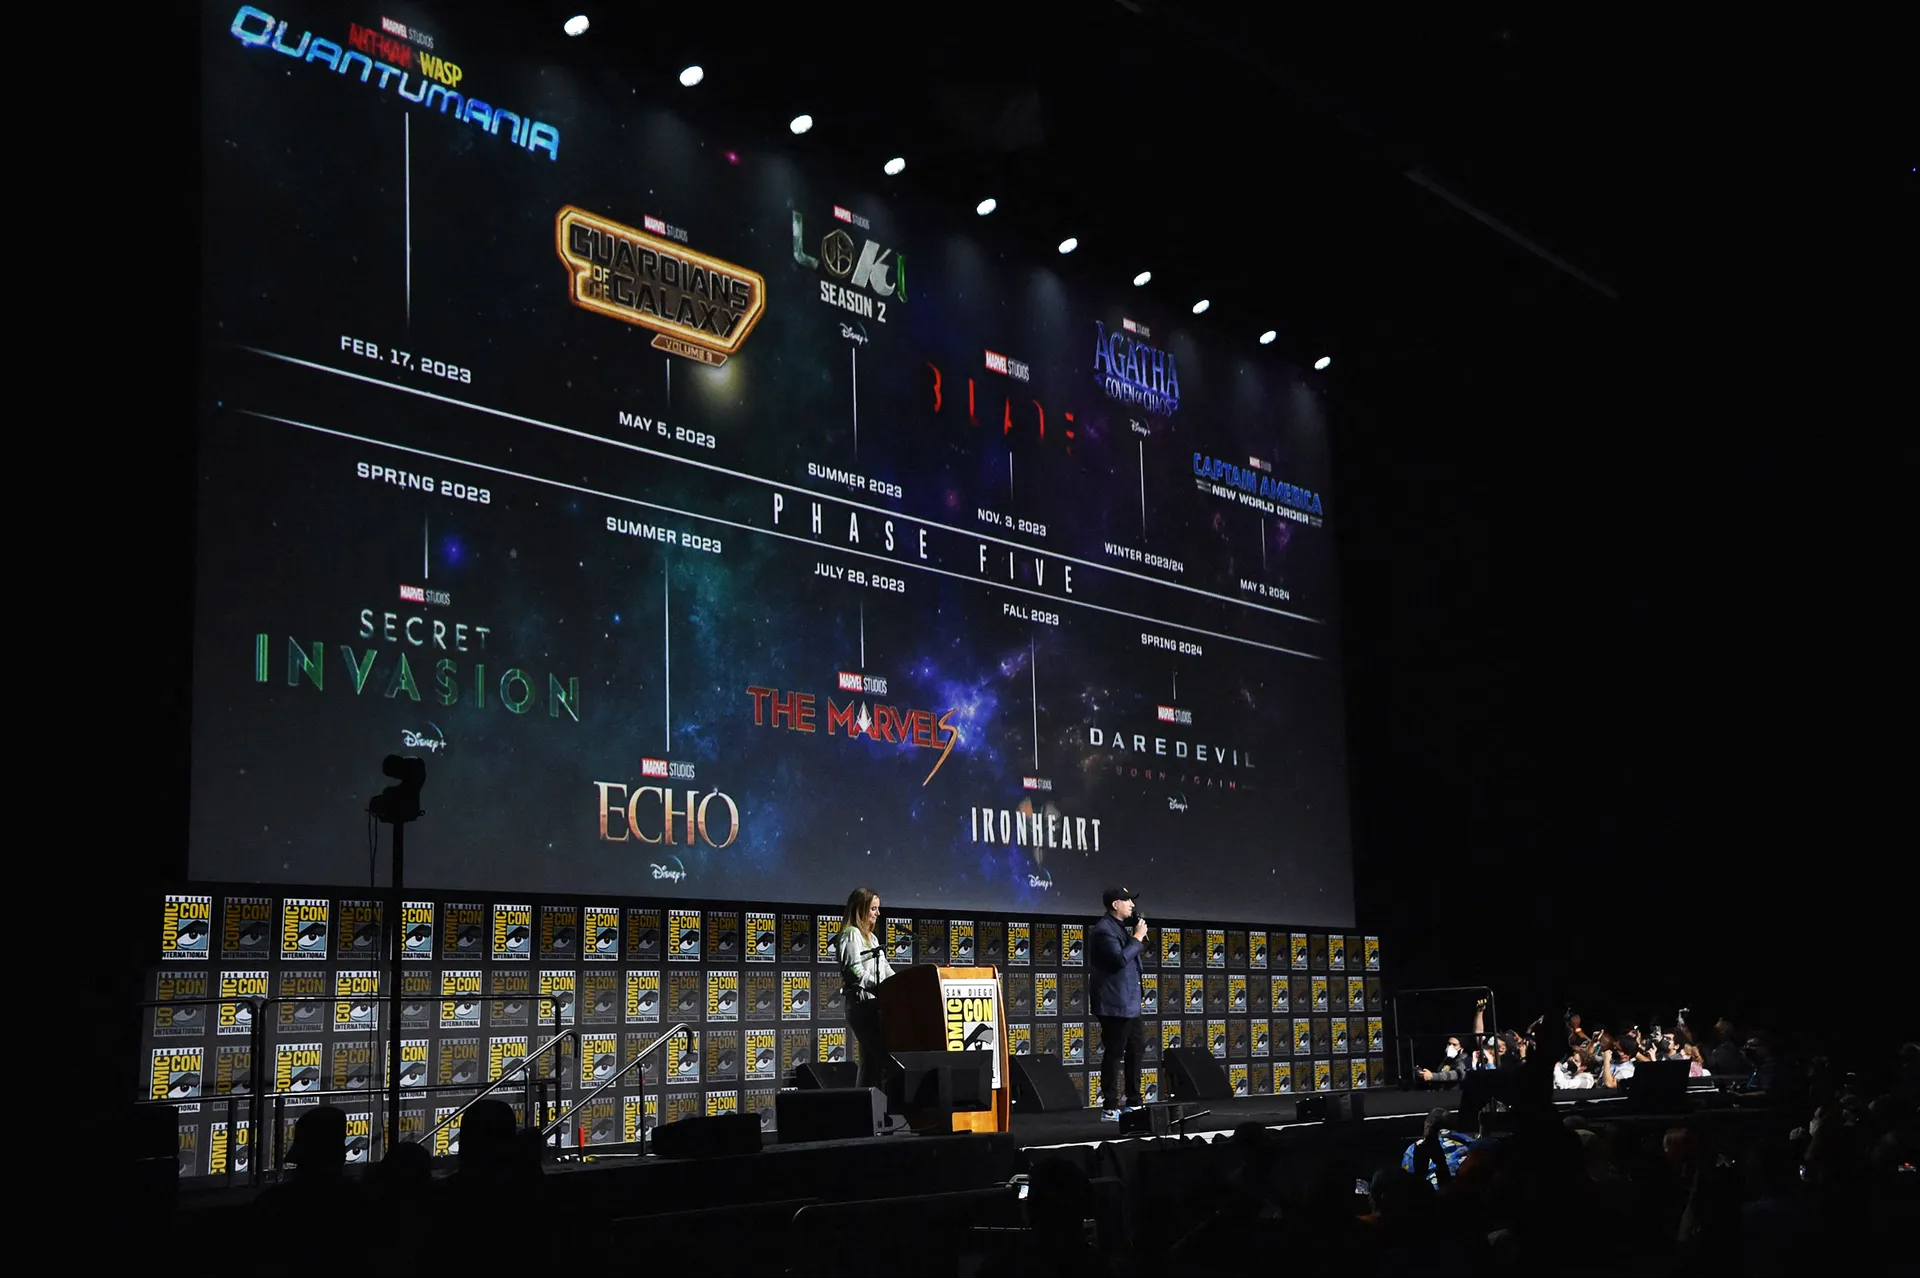 MARVEL STUDIOS
ANT-MAN WASP
QUANTUMANIA
FEB. 17, 2023
MARVEL STUDIOS
GUARDIANS
OF THE GALAXY
VOLUME 3
MAY 5, 2023
MARVEL STUDIOS
LOKI
SEASON 2
Disney+
SUMMER 2023
MARVEL STUDIOS
BLADE
NOV. 3, 2023
MARVEL STUDIOS
AGATHA
COVEN OF CHAOS
Disney+
WINTER 2023/24
MARVEL STUDIOS
CAPTAIN AMERICA
NEW WORLD ORDER
MAY 3, 2024
PHASE FIVE
SPRING 2023
MARVEL STUDIOS
SECRET
INVASION
Disney+
SUMMER 2023
MARVEL STUDIOS
ECHO
Disney+
JULY 28, 2023
MARVEL STUDIOS
THE MARVELS
FALL 2023
MARVEL STUDIOS
IRONHEART
Disney+
SPRING 2024
MARVEL STUDIOS
DAREDEVIL
BORN AGAIN
Disney+
SAN DIEGO
COMIC CON
INTERNATIONAL
SAN DIEGO
COMIC CON